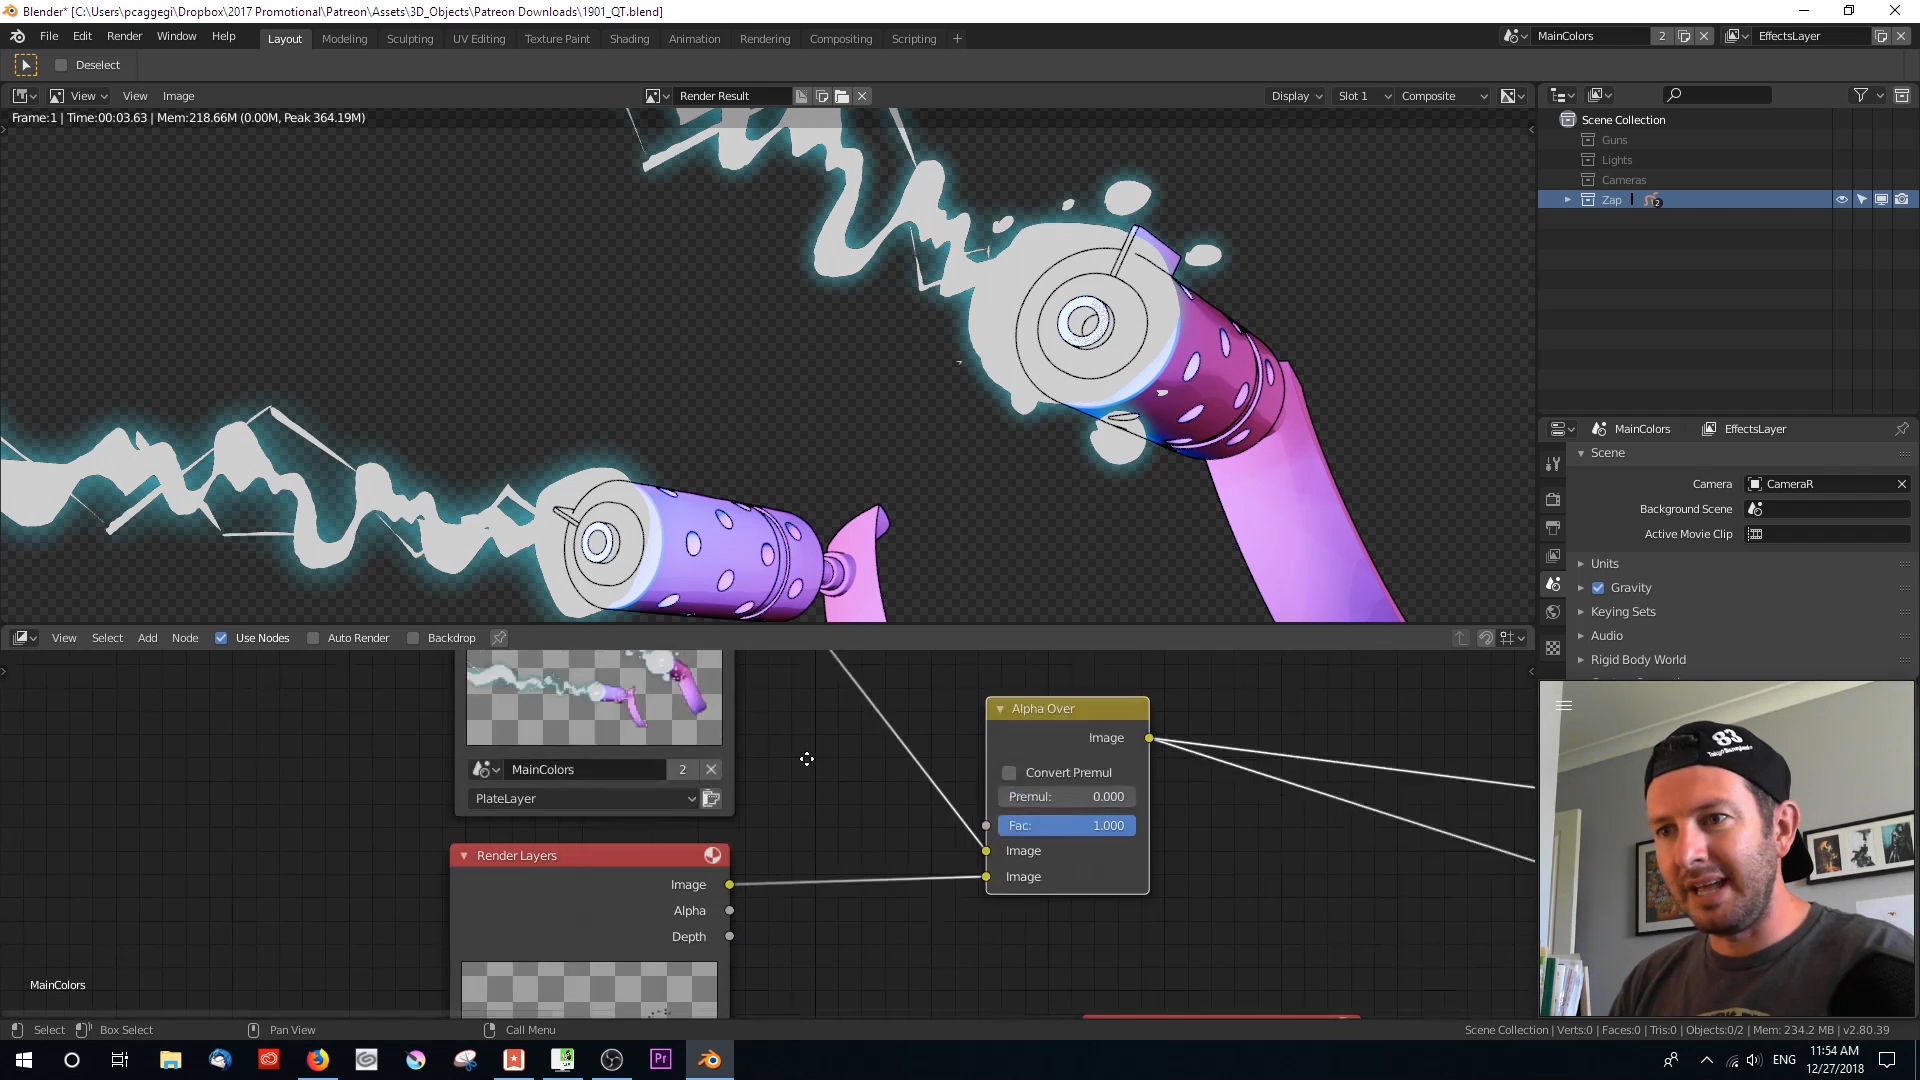 Blender* [C:\Users\pcaggegi\Dropbox\2017 Promotional\Patreon\Assets\3D_Objects\Patreon Downloads\1901_QT.blend]
File Edit Render Window Help Layout Modeling Sculpting UV Editing Texture Paint Shading Animation Rendering Compositing Scripting + MainColors 2 EffectsLayer
Deselect
View View Image Render Result Display Slot 1 Composite
Frame:1 | Time:00:03.63 | Mem:218.66M (0.00M, Peak 364.19M)
Scene Collection
Guns
Lights
Cameras
Zap 2
MainColors EffectsLayer
Scene
Camera CameraR
Background Scene
Active Movie Clip
Units
Gravity
Keying Sets
Audio
Rigid Body World
View Select Add Node Use Nodes Auto Render Backdrop
MainColors 2
PlateLayer
Render Layers
Image
Alpha
Depth
Alpha Over
Image
Convert Premul
Premul: 0.000
Fac: 1.000
Image
Image
MainColors
83
Select Box Select Pan View Call Menu
Scene Collection | Verts:0 | Faces:0 | Tris:0 | Objects:0/2 | Mem: 234.2 MB | v2.80.39
Pr
ENG
11:54 AM
12/27/2018